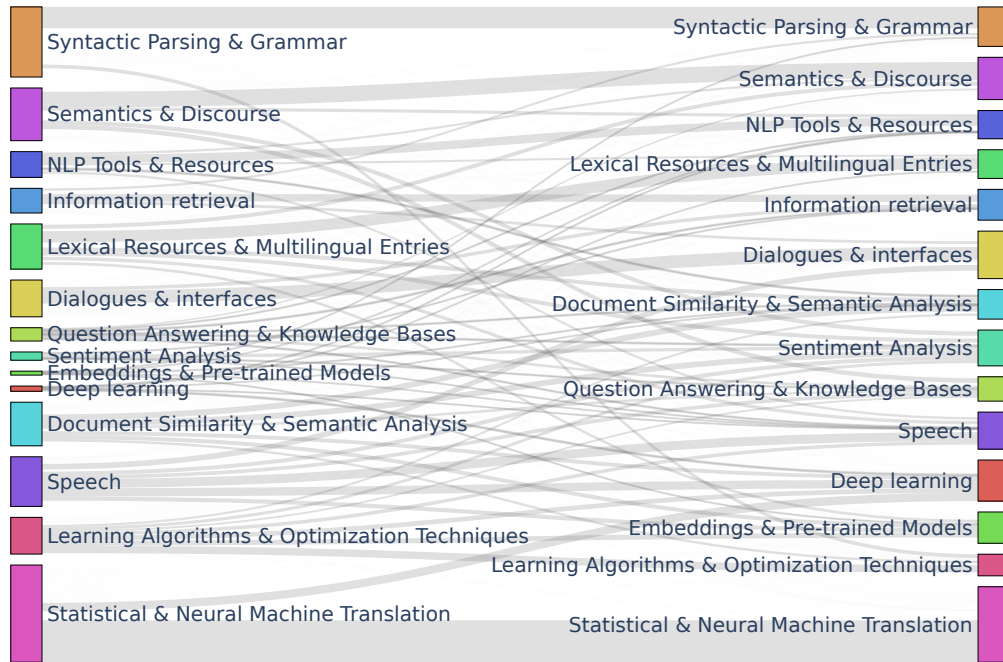 Syntactic Parsing & Grammar
Semantics & Discourse
NLP Tools & Resources
Information retrieval
Lexical Resources & Multilingual Entries
Dialogues & interfaces
Question Answering & Knowledge Bases
Sentiment Analysis
Embeddings & Pre-trained Models
Deep learning
Document Similarity & Semantic Analysis
Speech
Learning Algorithms & Optimization Techniques
Statistical & Neural Machine Translation
Syntactic Parsing & Grammar
Semantics & Discourse
NLP Tools & Resources
Lexical Resources & Multilingual Entries
Information retrieval
Dialogues & interfaces
Document Similarity & Semantic Analysis
Sentiment Analysis
Question Answering & Knowledge Bases
Speech
Deep learning
Embeddings & Pre-trained Models
Learning Algorithms & Optimization Techniques
Statistical & Neural Machine Translation